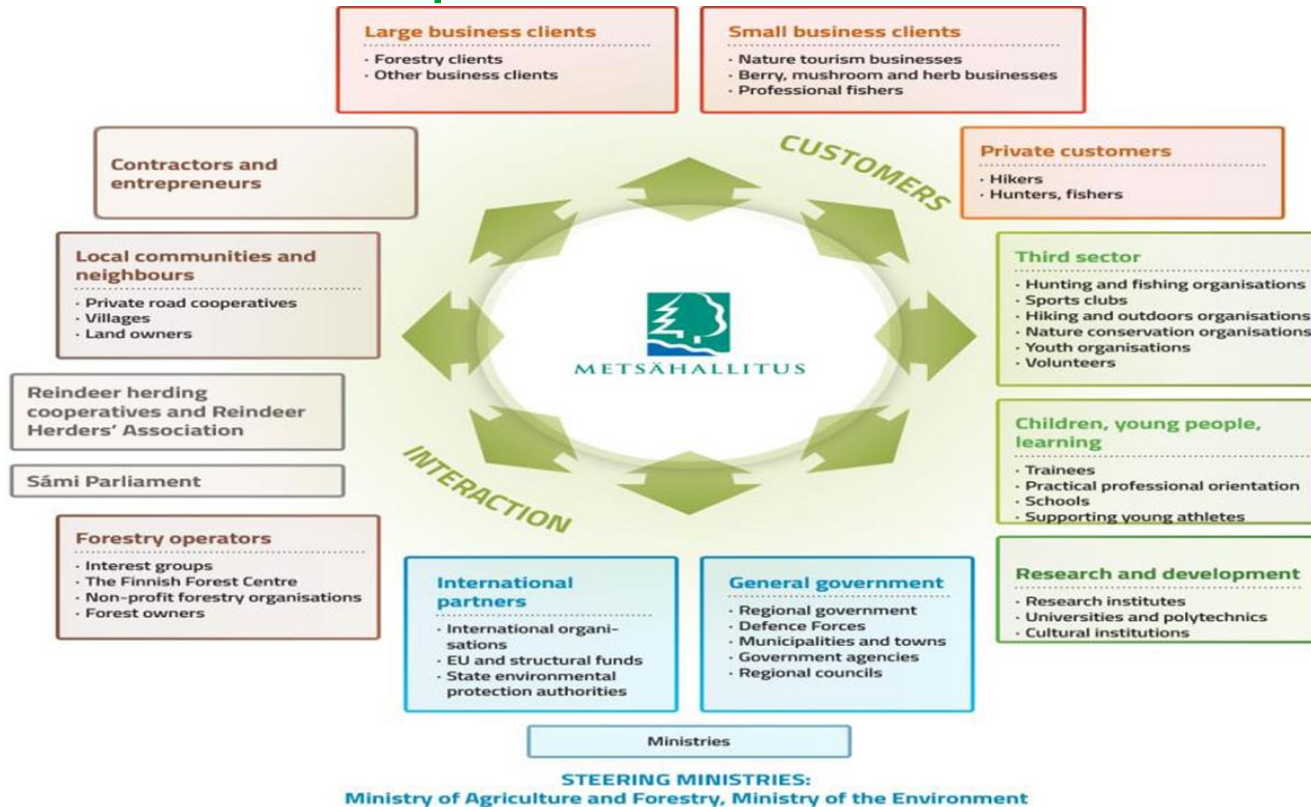 Large business clients
· Forestry clients
· Other business clients
Small business clients
· Nature tourism businesses
· Berry, mushroom and herb businesses
· Professional fishers
CUSTOMERS
Private customers
· Hikers
· Hunters, fishers
Contractors and
entrepreneurs
Local communities and
neighbours
· Private road cooperatives
· Villages
· Land owners
Third sector
· Hunting and fishing organisations
· Sports clubs
· Hiking and outdoors organisations
· Nature conservation organisations
· Youth organisations
· Volunteers
METSÄHALLITUS
Reindeer herding
cooperatives and Reindeer
Herders' Association
Sámi Parliament
Children, young people,
learning
· Trainees
· Practical professional orientation
· Schools
· Supporting young athletes
INTERACTION
Forestry operators
· Interest groups
· The Finnish Forest Centre
· Non-profit forestry organisations
· Forest owners
International
partners
· International organi-
sations
· EU and structural funds
· State environmental
protection authorities
General government
· Regional government
· Defence Forces
· Municipalities and towns
· Government agencies
· Regional councils
Research and development
· Research institutes
· Universities and polytechnics
· Cultural institutions
Ministries
STEERING MINISTRIES:
Ministry of Agriculture and Forestry, Ministry of the Environment